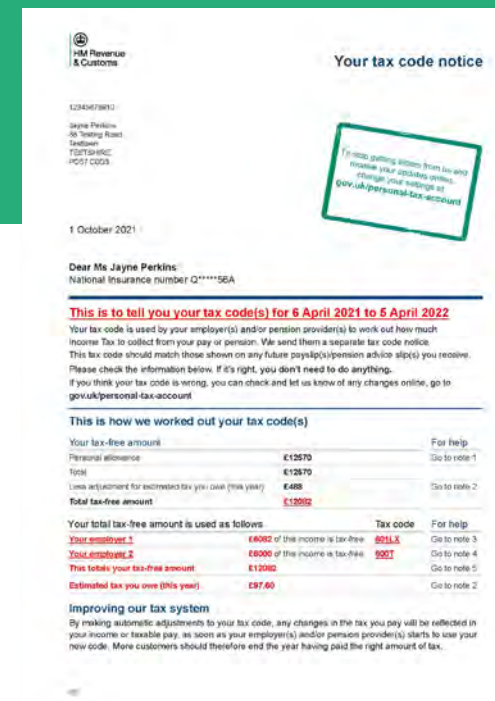 HM Revenue
& Customs
Your tax code notice
12345678910
Jayne Perkins
56 Testing Road
Testtown
TESTSHIRE
POST CODE
To stop getting letters from us and
receive your updates online,
change your settings at
gov.uk/personal-tax-account
1 October 2021
Dear Ms Jayne Perkins
National Insurance number Q*****56A
This is to tell you your tax code(s) for 6 April 2021 to 5 April 2022
Your tax code is used by your employer(s) and/or pension provider(s) to work out how much
Income Tax to collect from your pay or pension. We send them a separate tax code notice.
This tax code should match those shown on any future payslip(s)/pension advice slip(s) you receive.
Please check the information below. If it's right, you don't need to do anything.
If you think your tax code is wrong, you can check and let us know of any changes online, go to
gov.uk/personal-tax-account
This is how we worked out your tax code(s)
Your tax-free amount For help
Personal allowance £12570 Go to note 1
Total £12570
Less adjustment for estimated tax you owe (this year) £488 Go to note 2
Total tax-free amount £12082
Your total tax-free amount is used as follows Tax code For help
Your employer 1 £6082 of this income is tax-free 601LX Go to note 3
Your employer 2 £6000 of this income is tax-free 600T Go to note 4
This totals your tax-free amount £12082 Go to note 5
Estimated tax you owe (this year) £97.60 Go to note 2
Improving our tax system
By making automatic adjustments to your tax code, any changes in the tax you pay will be reflected in
your income or taxable pay, as soon as your employer(s) and/or pension provider(s) starts to use your
new code. More customers should therefore end the year having paid the right amount of tax.